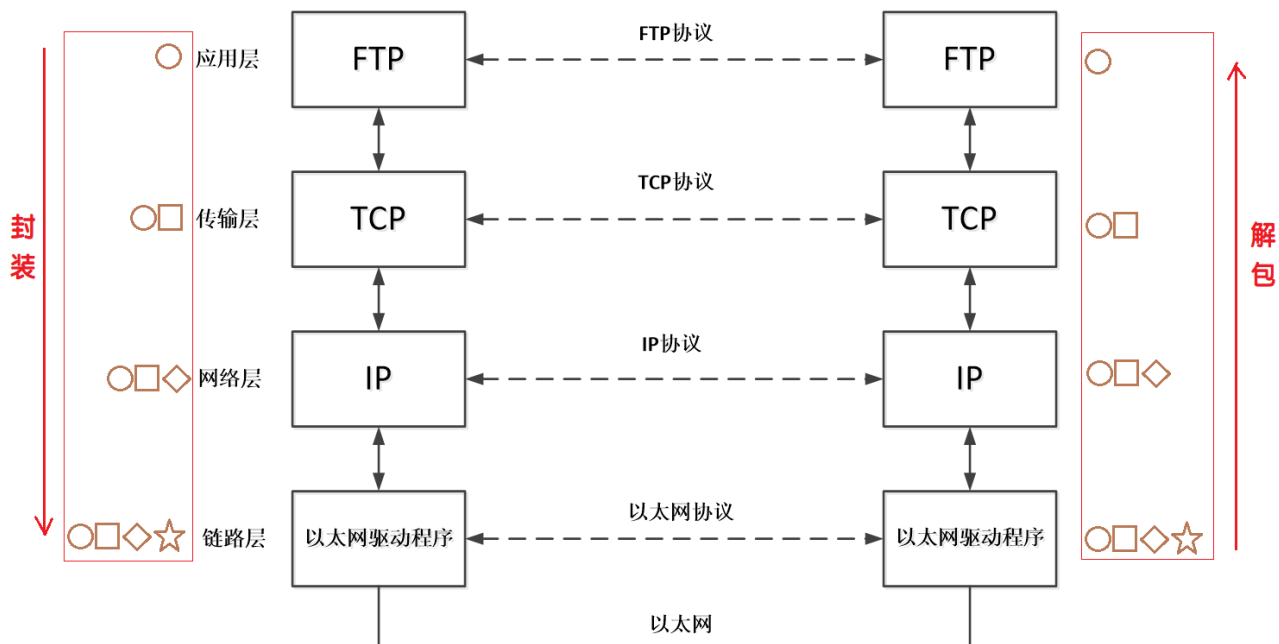 FTP协议
应用层
FTP
FTP
TCP协议
传输层
TCP
TCP
封装
解包
IP协议
网络层
IP
IP
以太网协议
链路层
以太网驱动程序
以太网驱动程序
以太网